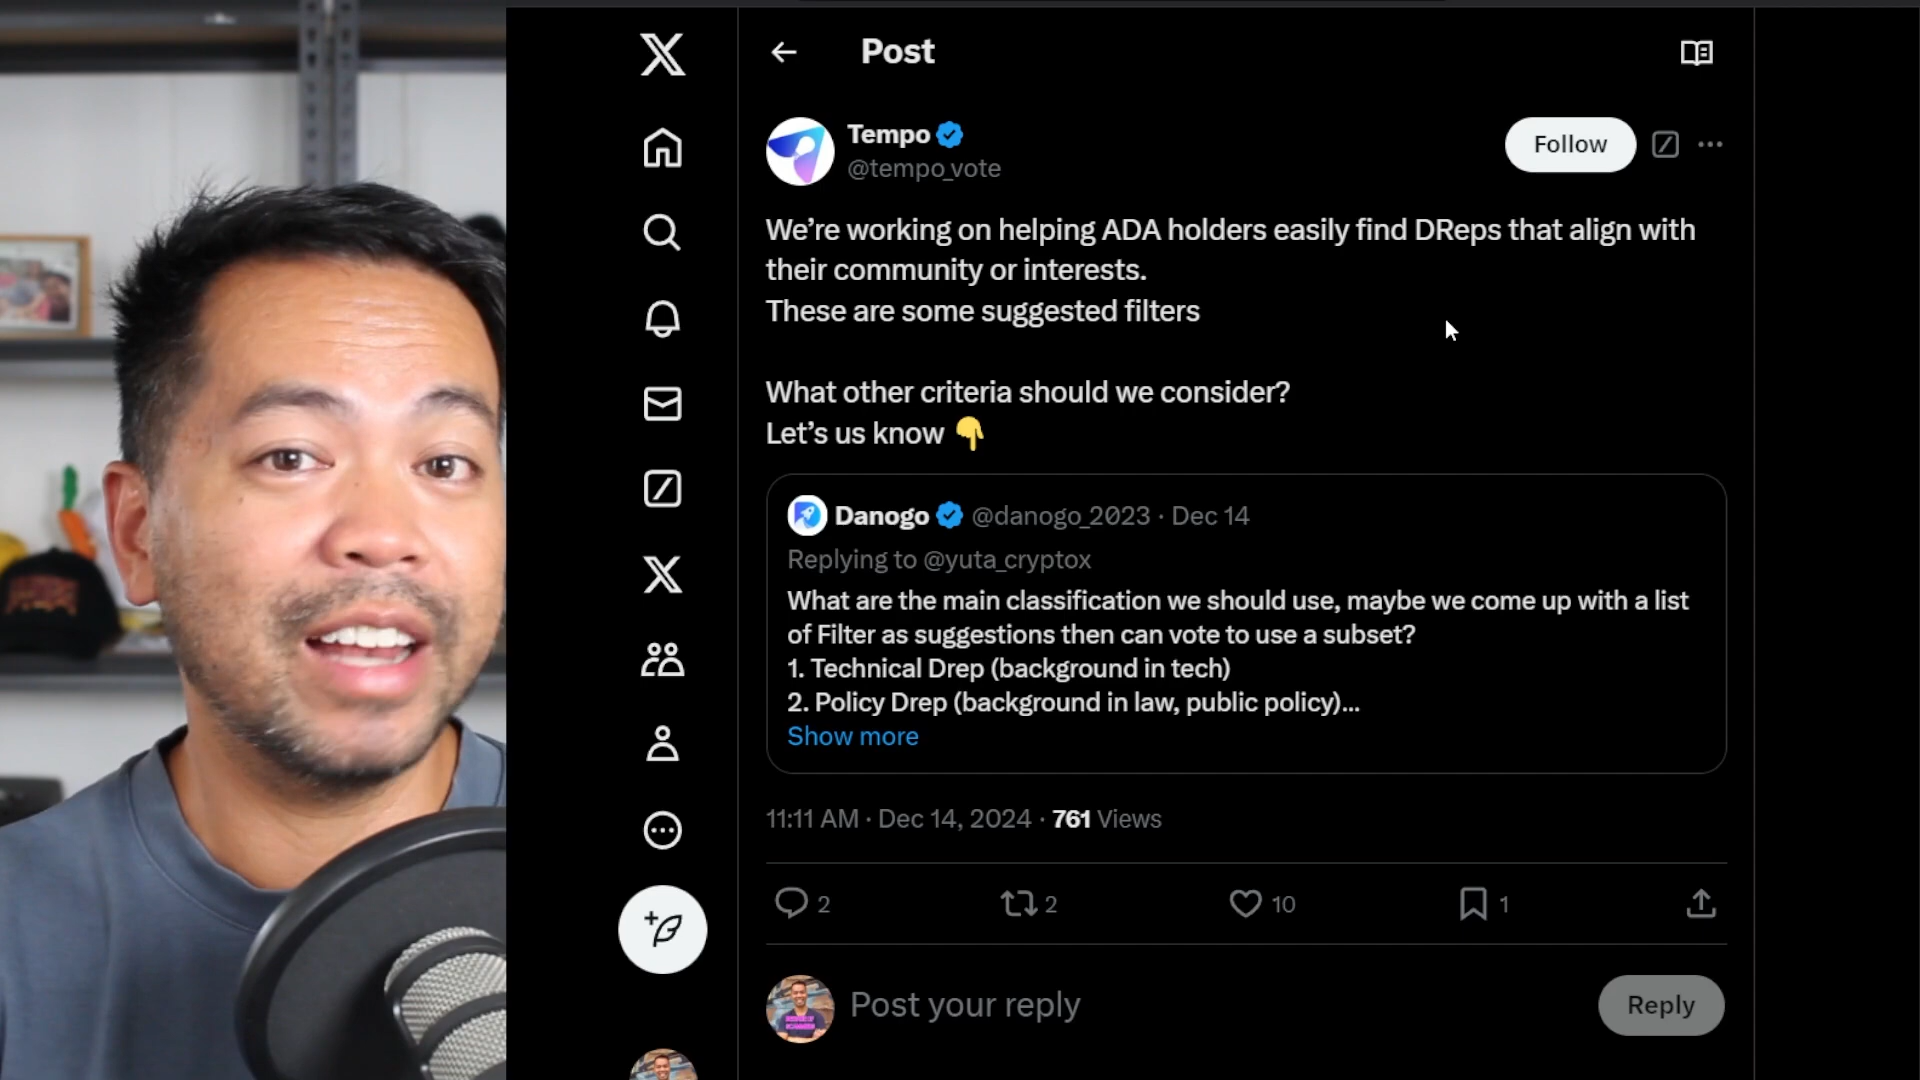 Post
Tempo
@tempo_vote
Follow
We’re working on helping ADA holders easily find DReps that align with
their community or interests.
These are some suggested filters
What other criteria should we consider?
Let’s us know 👇
Danogo @danogo_2023 · Dec 14
Replying to @yuta_cryptox
What are the main classification we should use, maybe we come up with a list
of Filter as suggestions then can vote to use a subset?
1. Technical Drep (background in tech)
2. Policy Drep (background in law, public policy)...
Show more
11:11 AM · Dec 14, 2024 · 761 Views
2 2 10 1
Post your reply
Reply